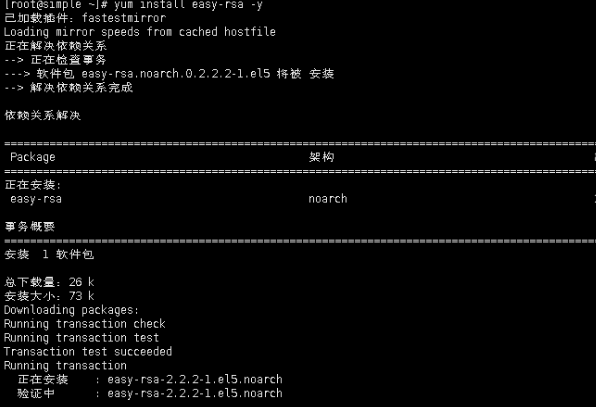 [root@simple ~]# yum install easy-rsa -y
已加载插件：fastestmirror
Loading mirror speeds from cached hostfile
正在解决依赖关系
--> 正在检查事务
---> 软件包 easy-rsa.noarch.0.2.2.2-1.el5 将被 安装
--> 解决依赖关系完成
依赖关系解决
================================================================================
Package 架构
================================================================================
正在安装:
easy-rsa noarch
事务概要
================================================================================
安装 1 软件包
总下载量：26 k
安装大小：73 k
Downloading packages:
Running transaction check
Running transaction test
Transaction test succeeded
Running transaction
正在安装 : easy-rsa-2.2.2-1.el5.noarch
验证中 : easy-rsa-2.2.2-1.el5.noarch